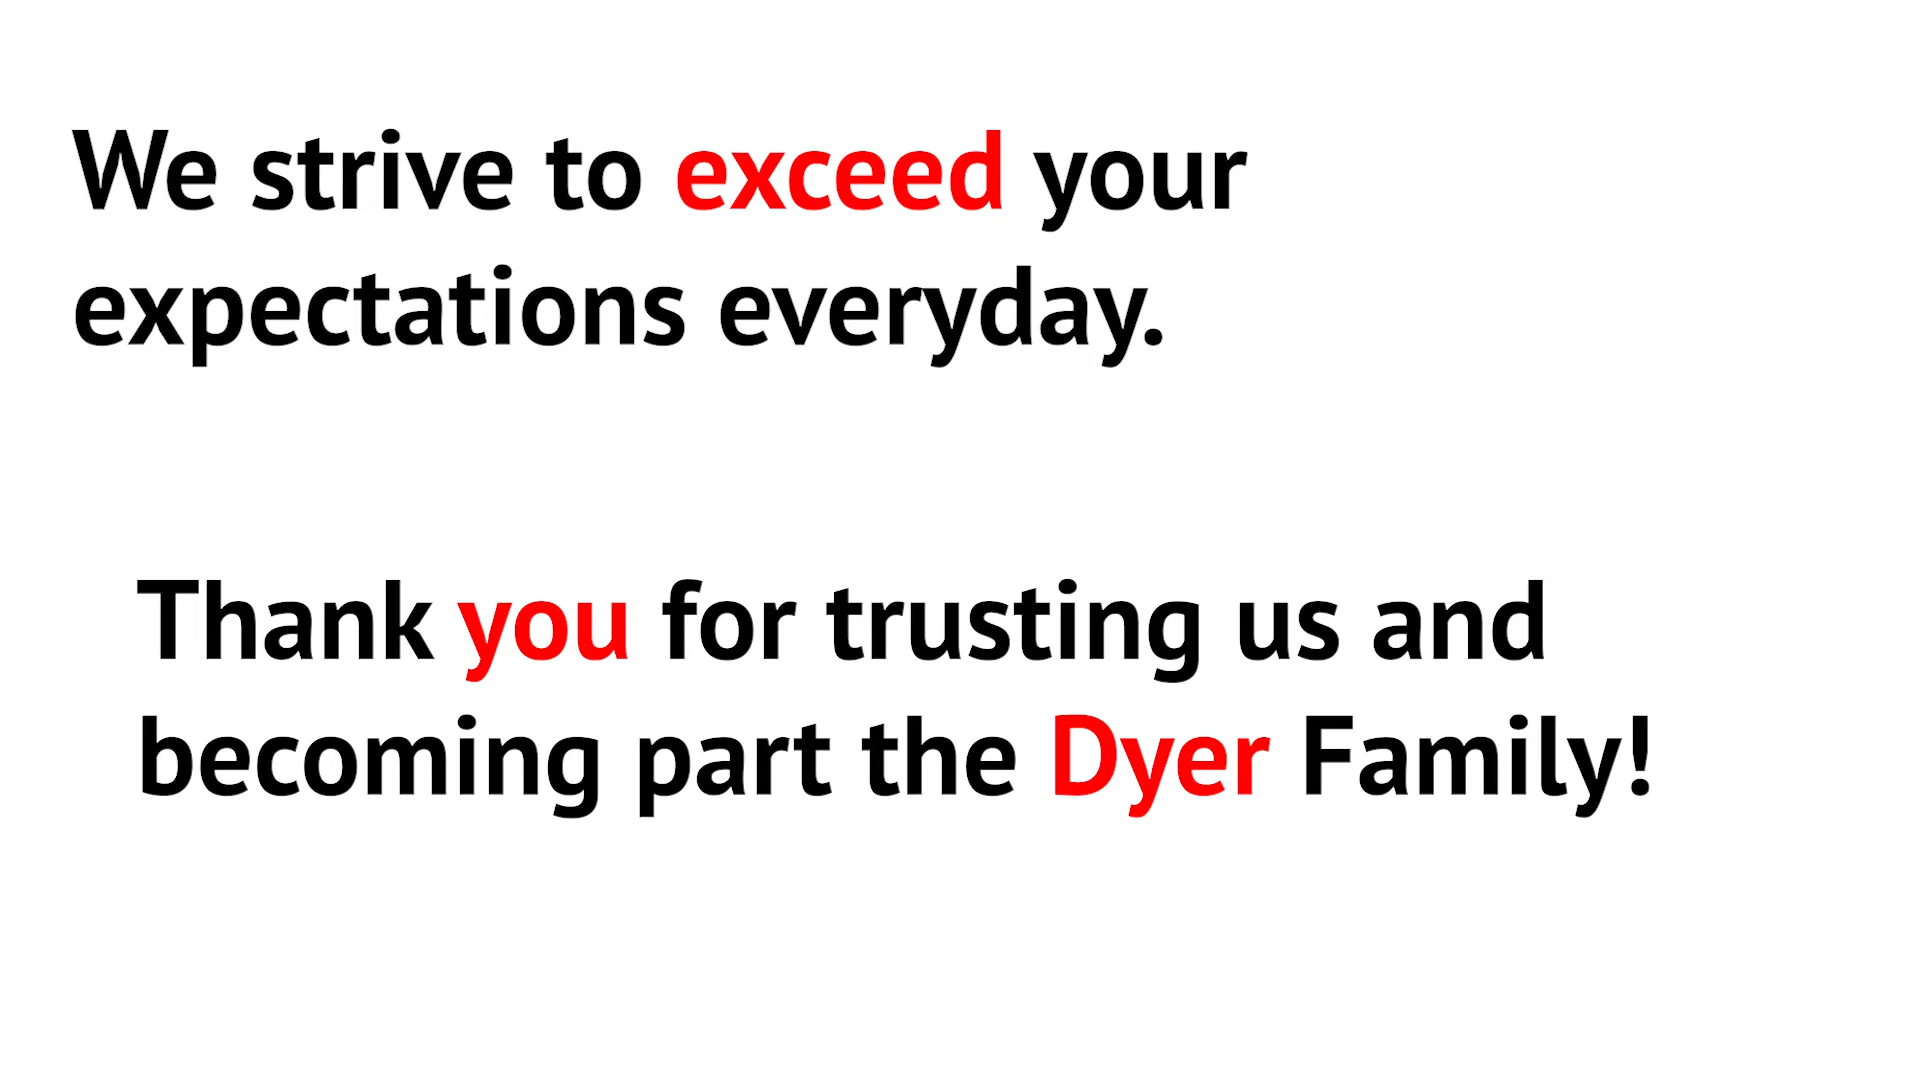 We strive to exceed your
expectations everyday.
Thank you for trusting us and
becoming part the Dyer Family!